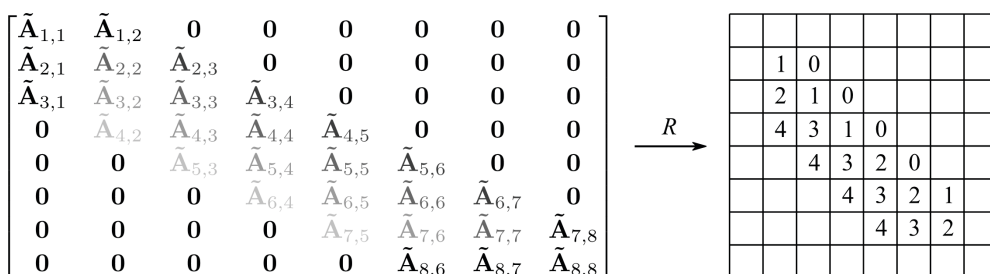 Ã1,1 Ã1,2 0 0 0 0 0 0
Ã2,1 Ã2,2 Ã2,3 0 0 0 0 0
Ã3,1 Ã3,2 Ã3,3 Ã3,4 0 0 0 0
0 Ã4,2 Ã4,3 Ã4,4 Ã4,5 0 0 0
0 0 Ã5,3 Ã5,4 Ã5,5 Ã5,6 0 0
0 0 0 Ã6,4 Ã6,5 Ã6,6 Ã6,7 0
0 0 0 0 Ã7,5 Ã7,6 Ã7,7 Ã7,8
0 0 0 0 0 Ã8,6 Ã8,7 Ã8,8
R
1 0
2 1 0
4 3 1 0
4 3 2 0
4 3 2 1
4 3 2